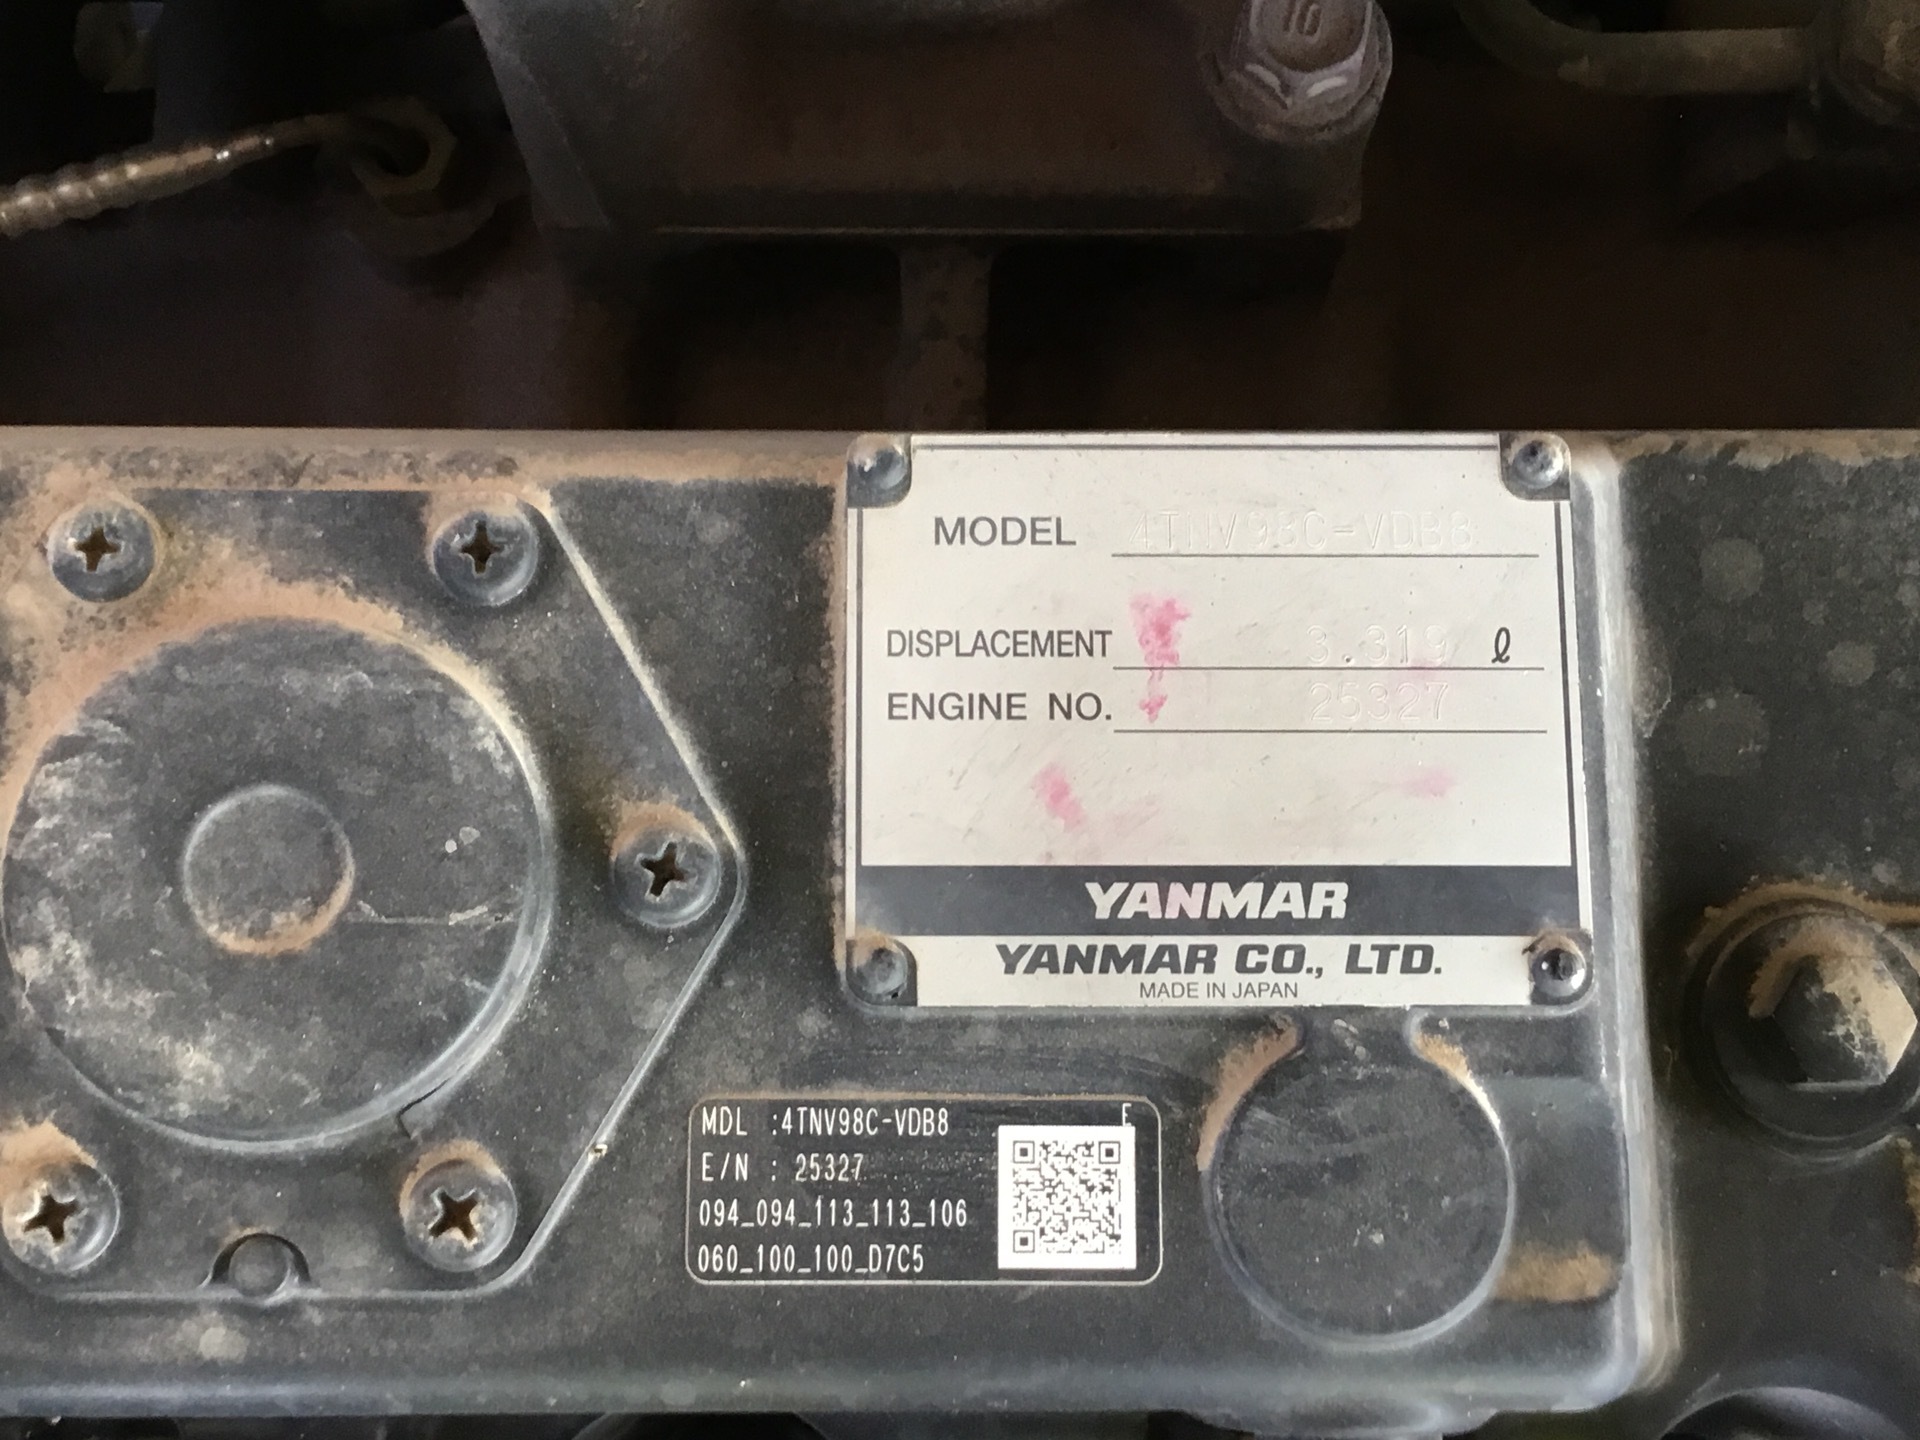 16
MODEL 4TNV98C-VDB8
DISPLACEMENT 3.319 ℓ
ENGINE NO. 25327
YANMAR
YANMAR CO., LTD.
MADE IN JAPAN
MDL :4TNV98C-VDB8 E
E/N : 25327
094_094_113_113_106
060_100_100_D7C5